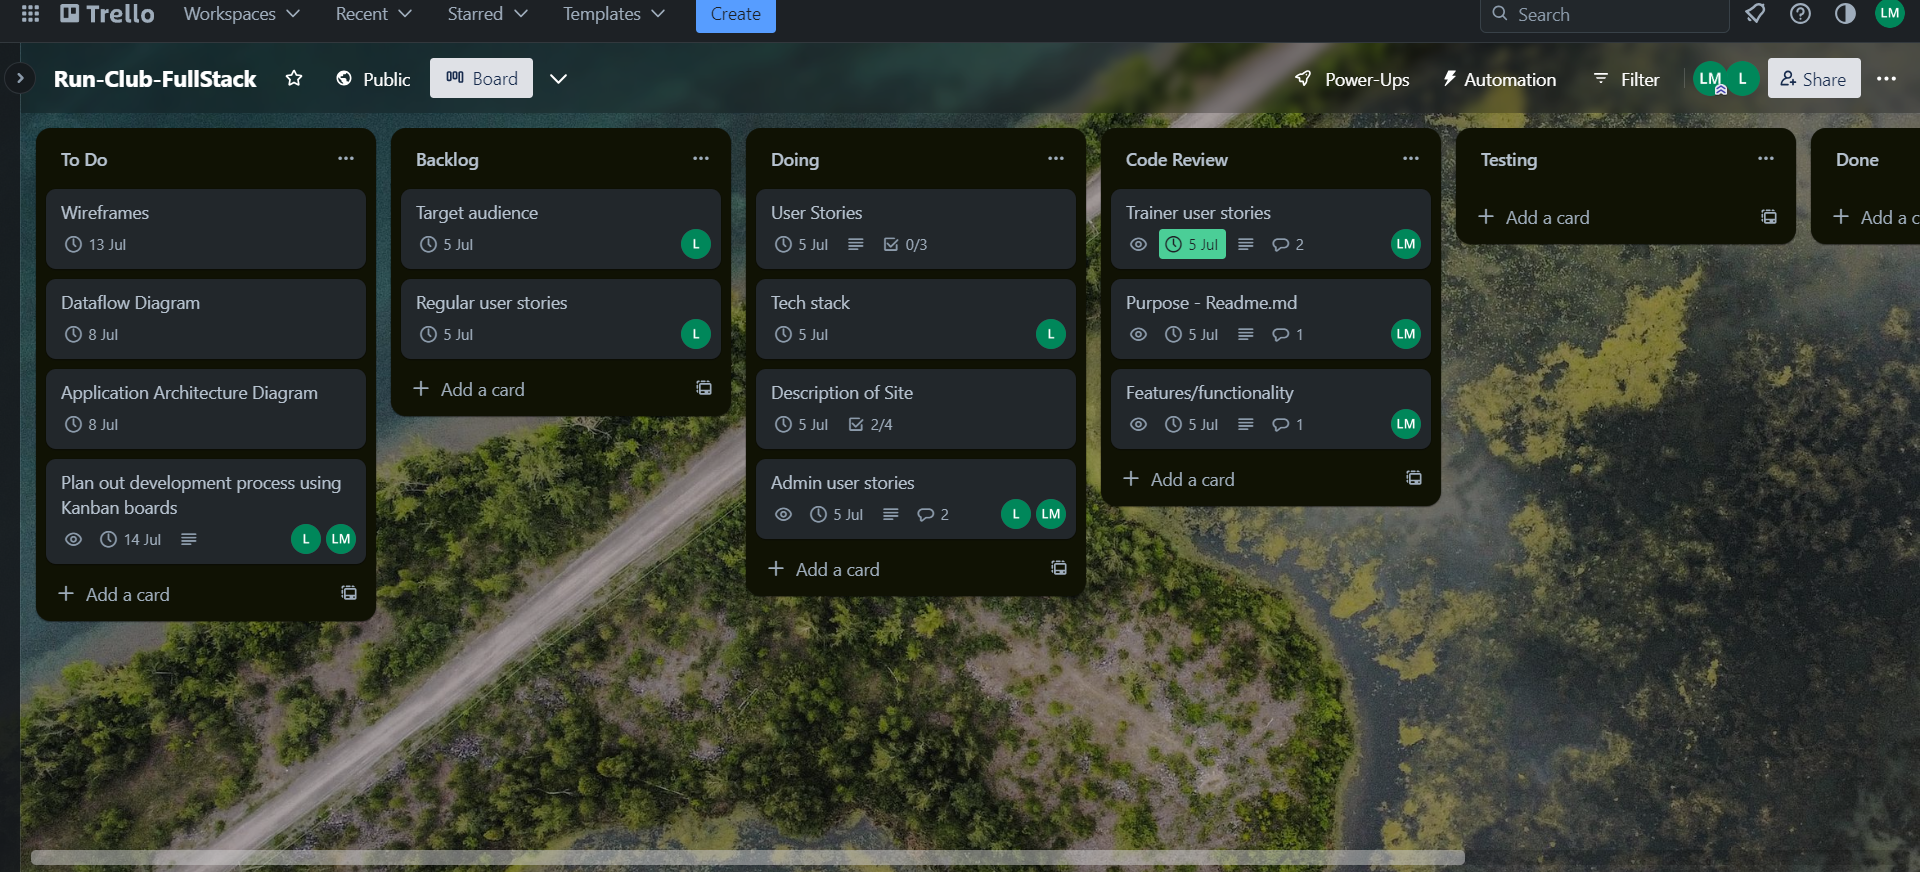 Trello Workspaces Recent Starred Templates Create Search LM
Run-Club-FullStack Public Board Power-Ups Automation Filter LM L Share
To Do
Wireframes
13 Jul
Dataflow Diagram
8 Jul
Application Architecture Diagram
8 Jul
Plan out development process using
Kanban boards
14 Jul L LM
+ Add a card
Backlog
Target audience
5 Jul L
Regular user stories
5 Jul L
+ Add a card
Doing
User Stories
5 Jul 0/3
Tech stack
5 Jul L
Description of Site
5 Jul 2/4
Admin user stories
5 Jul 2 L LM
+ Add a card
Code Review
Trainer user stories
5 Jul 2 LM
Purpose - Readme.md
5 Jul 1 LM
Features/functionality
5 Jul 1 LM
+ Add a card
Testing
+ Add a card
Done
+ Add a c